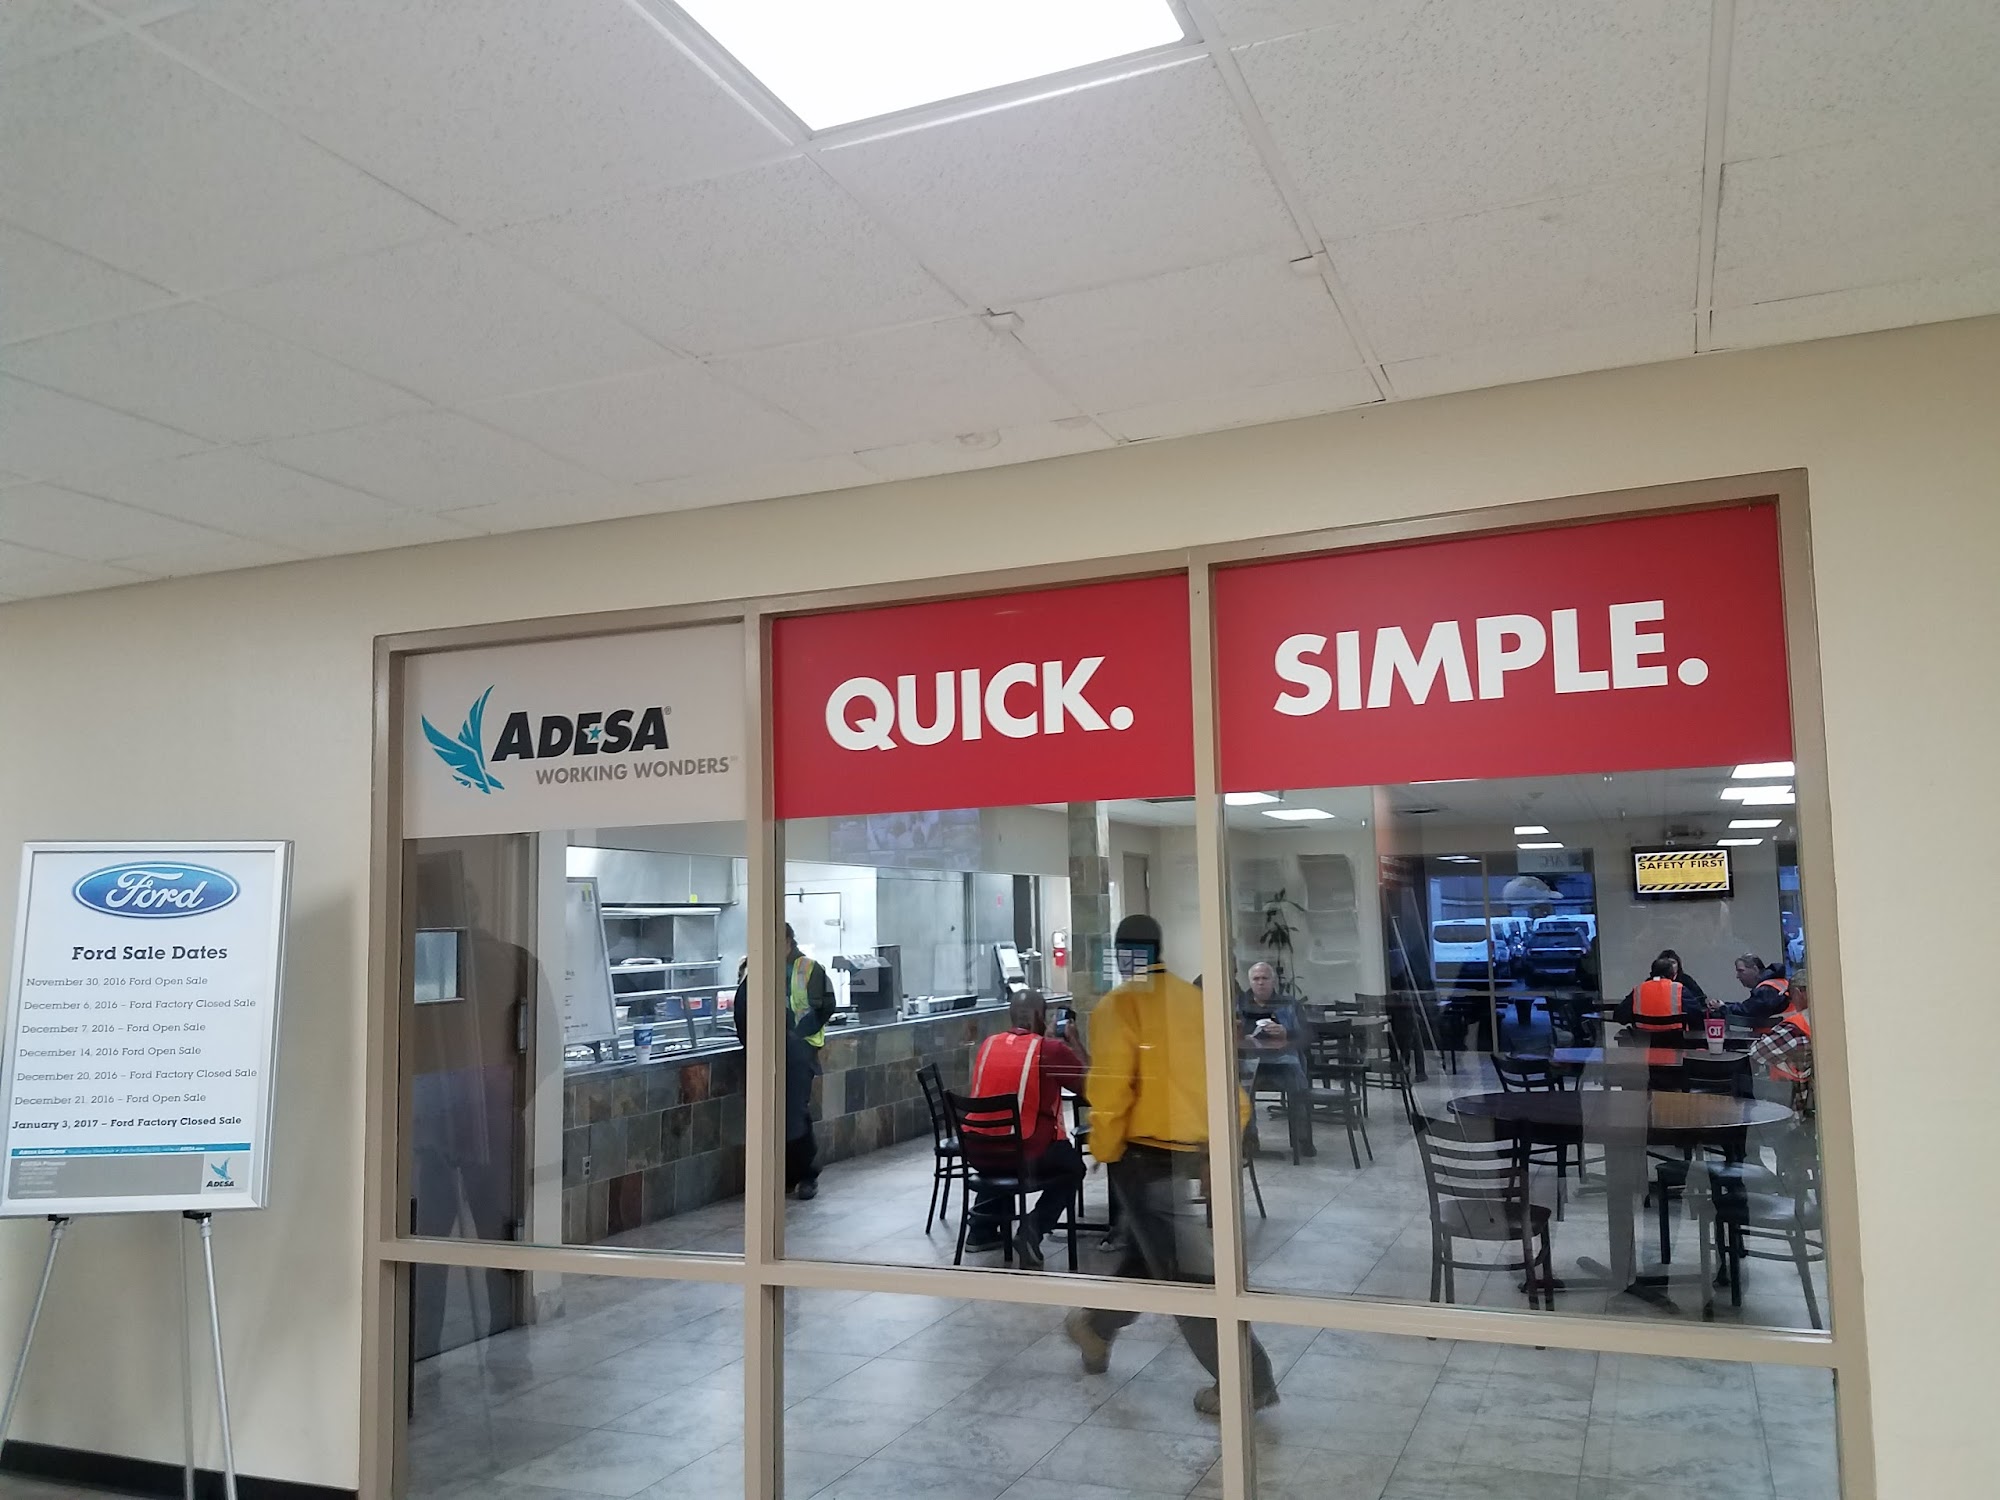 ADESA®
WORKING WONDERS
QUICK.
SIMPLE.
SAFETY FIRST
QT
Ford
Ford Sale Dates
November 30, 2016 Ford Open Sale
December 6, 2016 – Ford Factory Closed Sale
December 7, 2016 – Ford Open Sale
December 14, 2016 Ford Open Sale
December 20, 2016 – Ford Factory Closed Sale
December 21, 2016 – Ford Open Sale
January 3, 2017 – Ford Factory Closed Sale
ADESA